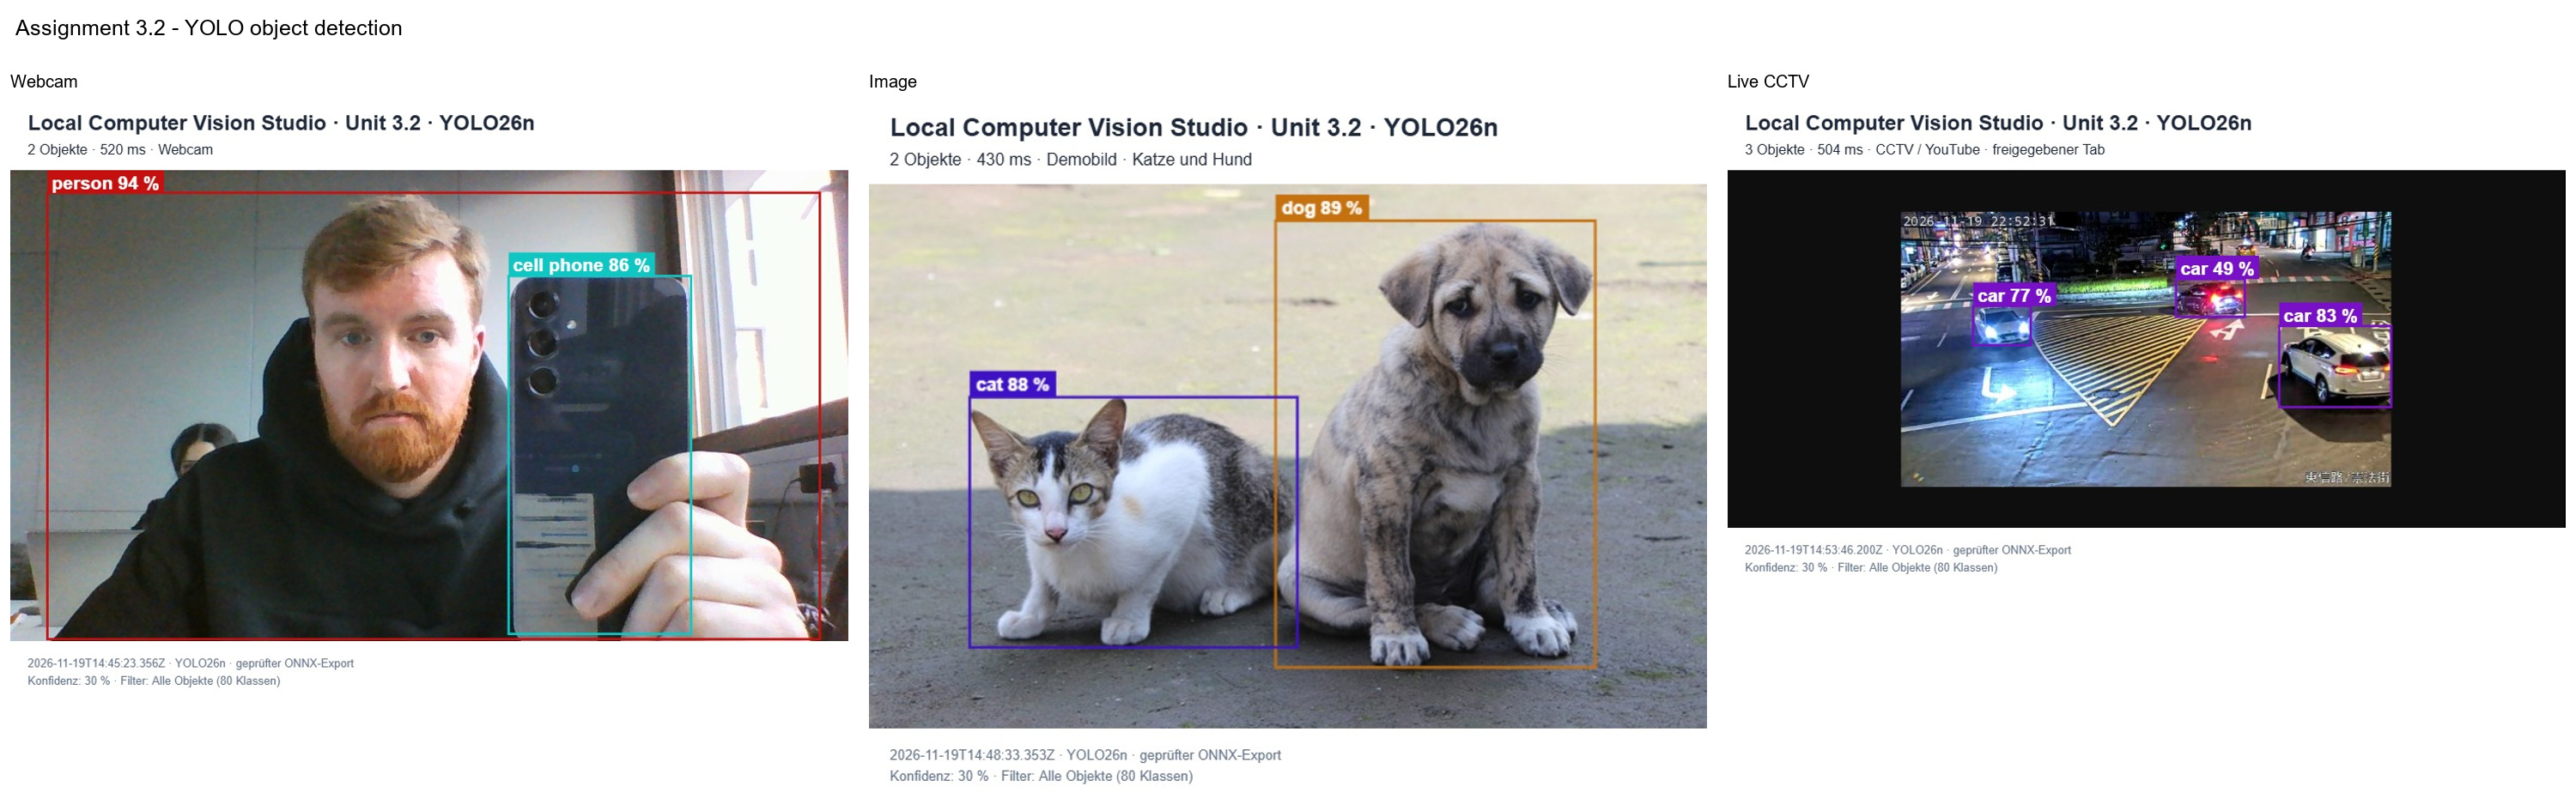 Assignment 3.2 - YOLO object detection
Webcam
Local Computer Vision Studio · Unit 3.2 · YOLO26n
2 Objekte · 520 ms · Webcam
person 94 %
cell phone 86 %
2026-11-19T14:45:23.356Z · YOLO26n · geprüfter ONNX-Export
Konfidenz: 30 % · Filter: Alle Objekte (80 Klassen)
Image
Local Computer Vision Studio · Unit 3.2 · YOLO26n
2 Objekte · 430 ms · Demobild · Katze und Hund
dog 89 %
cat 88 %
2026-11-19T14:48:33.353Z · YOLO26n · geprüfter ONNX-Export
Konfidenz: 30 % · Filter: Alle Objekte (80 Klassen)
Live CCTV
Local Computer Vision Studio · Unit 3.2 · YOLO26n
3 Objekte · 504 ms · CCTV / YouTube · freigegebener Tab
2026-11-19 22:52:31
car 49 %
car 77 %
car 83 %
東信路/崇法街
2026-11-19T14:53:46.200Z · YOLO26n · geprüfter ONNX-Export
Konfidenz: 30 % · Filter: Alle Objekte (80 Klassen)